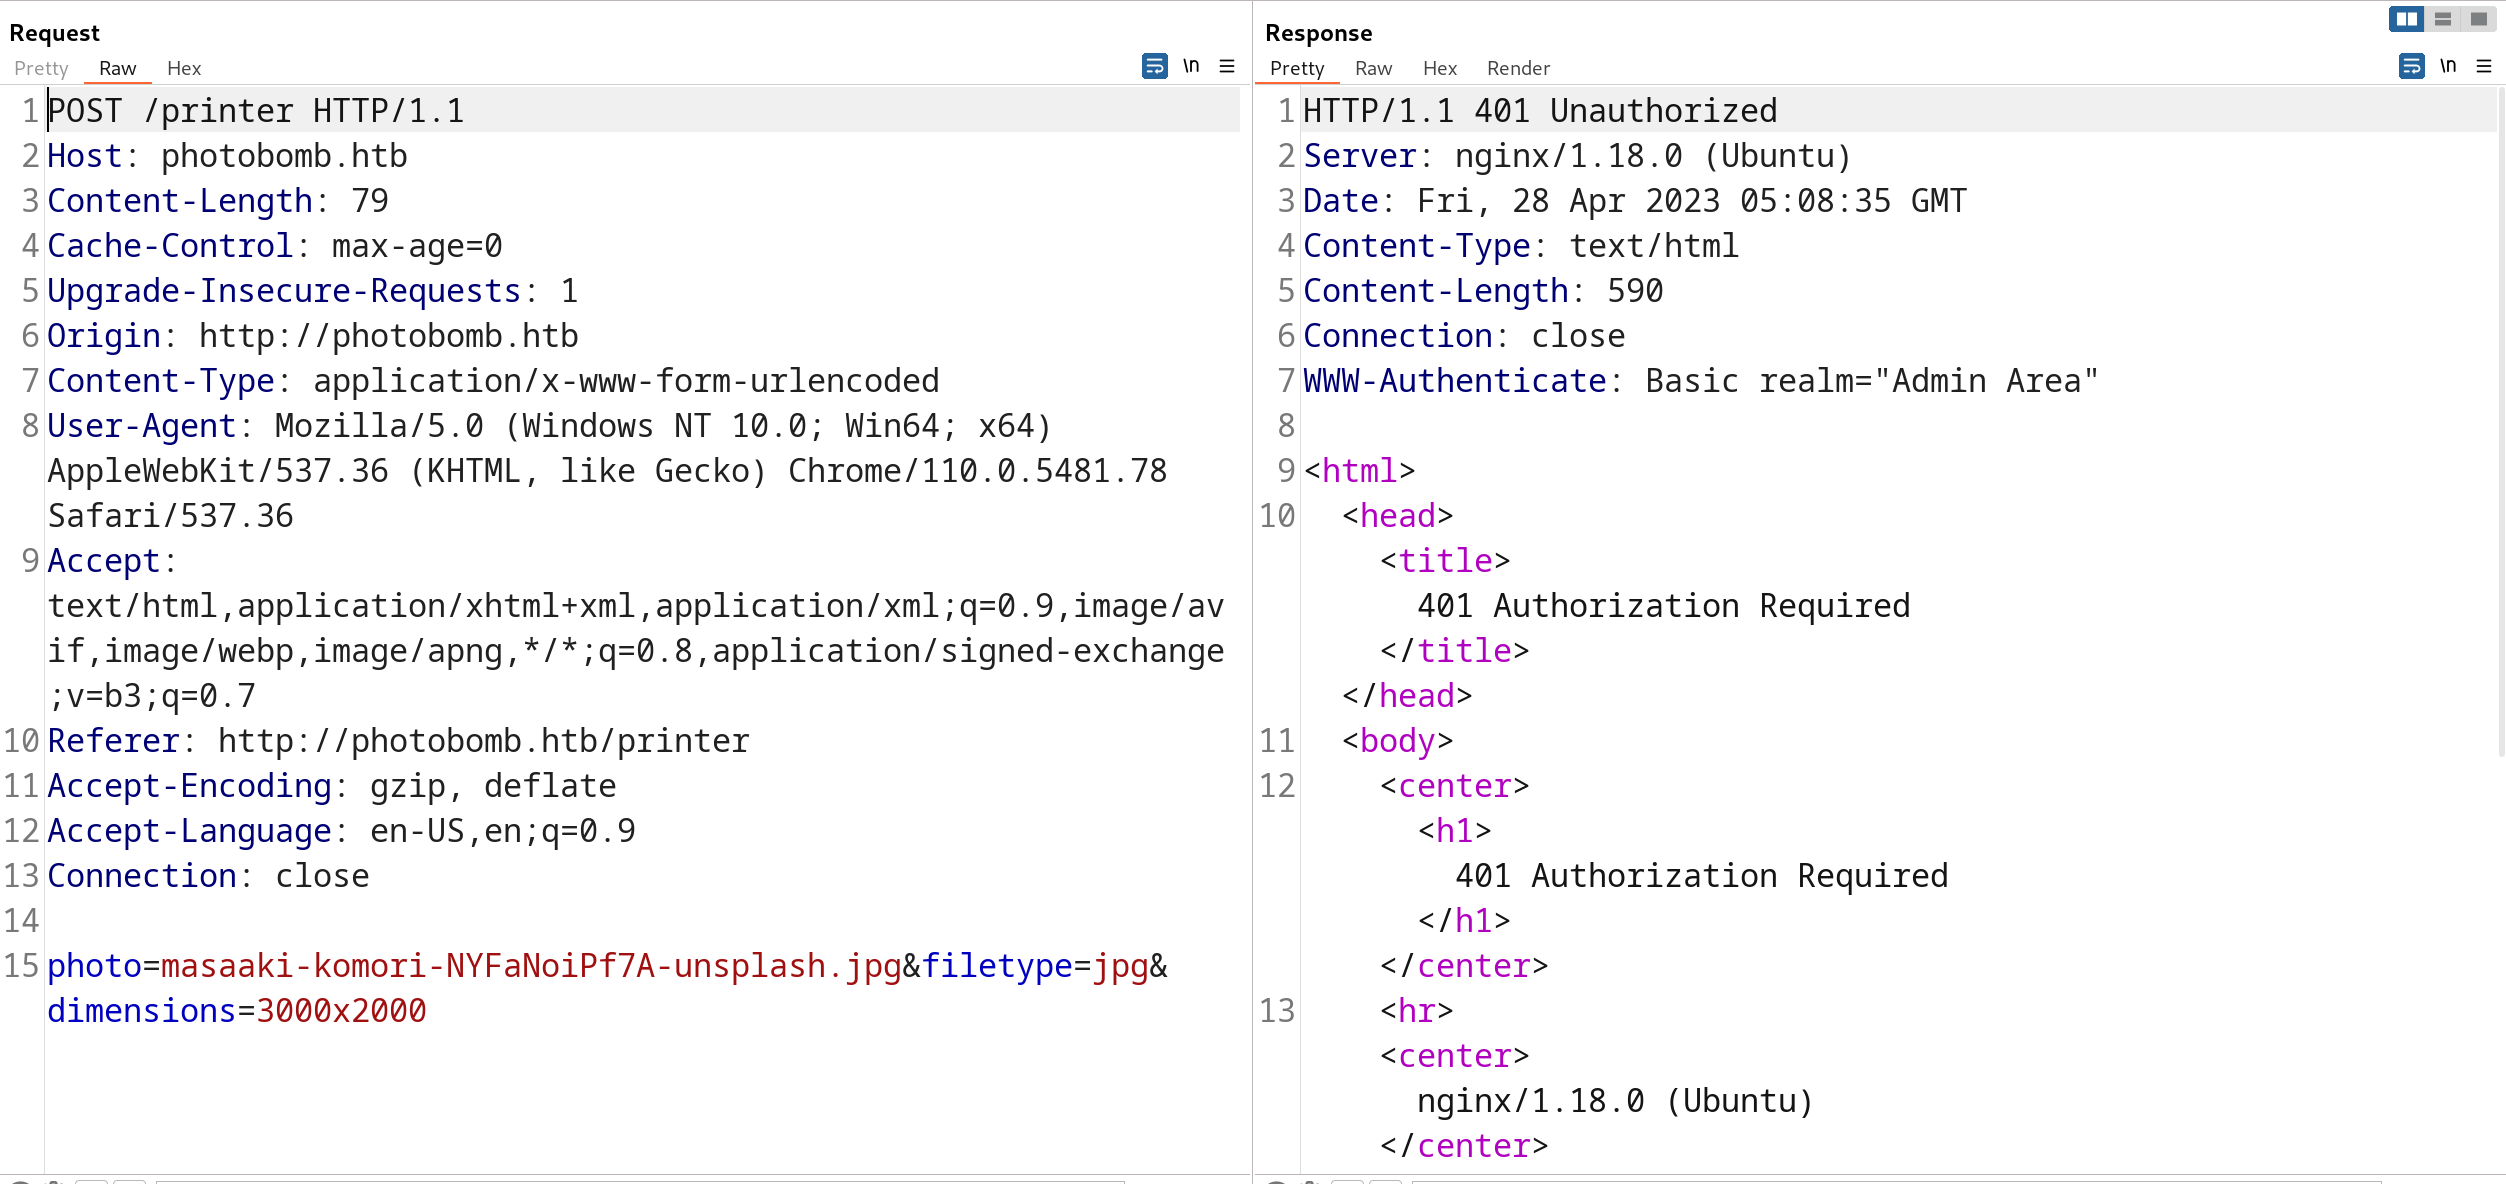 Request
Pretty Raw Hex
\n
1 POST /printer HTTP/1.1
2 Host: photobomb.htb
3 Content-Length: 79
4 Cache-Control: max-age=0
5 Upgrade-Insecure-Requests: 1
6 Origin: http://photobomb.htb
7 Content-Type: application/x-www-form-urlencoded
8 User-Agent: Mozilla/5.0 (Windows NT 10.0; Win64; x64)
AppleWebKit/537.36 (KHTML, like Gecko) Chrome/110.0.5481.78
Safari/537.36
9 Accept:
text/html,application/xhtml+xml,application/xml;q=0.9,image/av
if,image/webp,image/apng,*/*;q=0.8,application/signed-exchange
;v=b3;q=0.7
10 Referer: http://photobomb.htb/printer
11 Accept-Encoding: gzip, deflate
12 Accept-Language: en-US,en;q=0.9
13 Connection: close
14
15 photo=masaaki-komori-NYFaNoiPf7A-unsplash.jpg&filetype=jpg&
dimensions=3000x2000
Response
Pretty Raw Hex Render
\n
1 HTTP/1.1 401 Unauthorized
2 Server: nginx/1.18.0 (Ubuntu)
3 Date: Fri, 28 Apr 2023 05:08:35 GMT
4 Content-Type: text/html
5 Content-Length: 590
6 Connection: close
7 WWW-Authenticate: Basic realm="Admin Area"
8
9 <html>
10 <head>
<title>
401 Authorization Required
</title>
</head>
11 <body>
12 <center>
<h1>
401 Authorization Required
</h1>
</center>
13 <hr>
<center>
nginx/1.18.0 (Ubuntu)
</center>